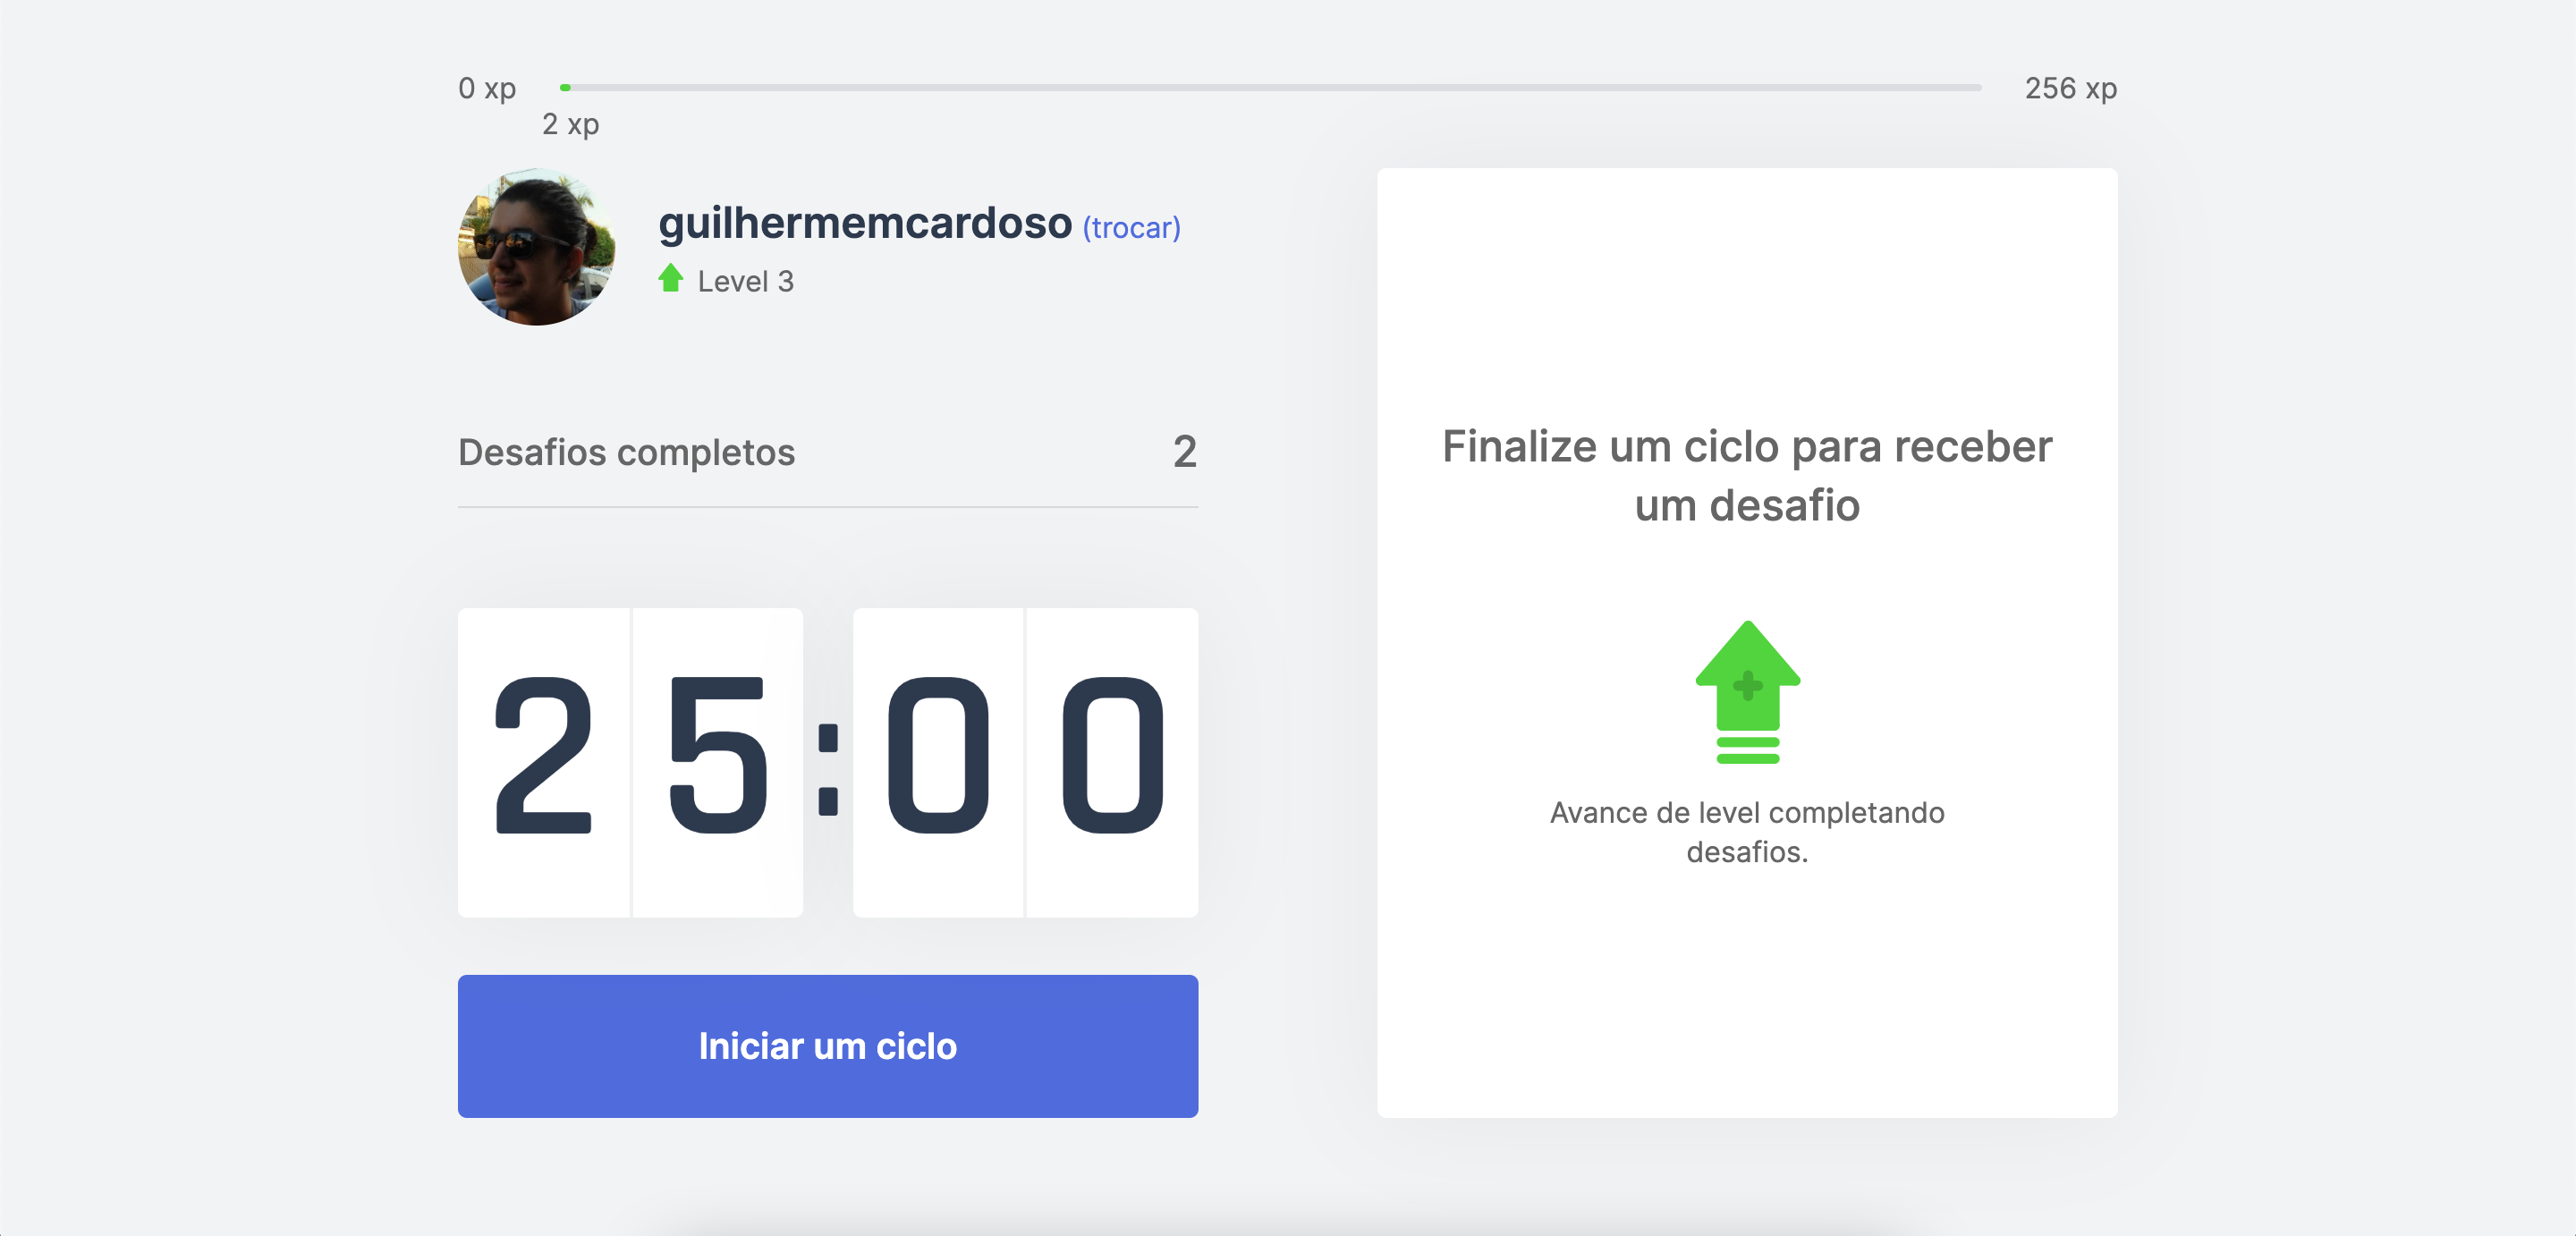 0 xp
256 xp
2 xp
guilhermemcardoso (trocar)
Level 3
Desafios completos 2
25:00
Iniciar um ciclo
Finalize um ciclo para receber
um desafio
Avance de level completando
desafios.